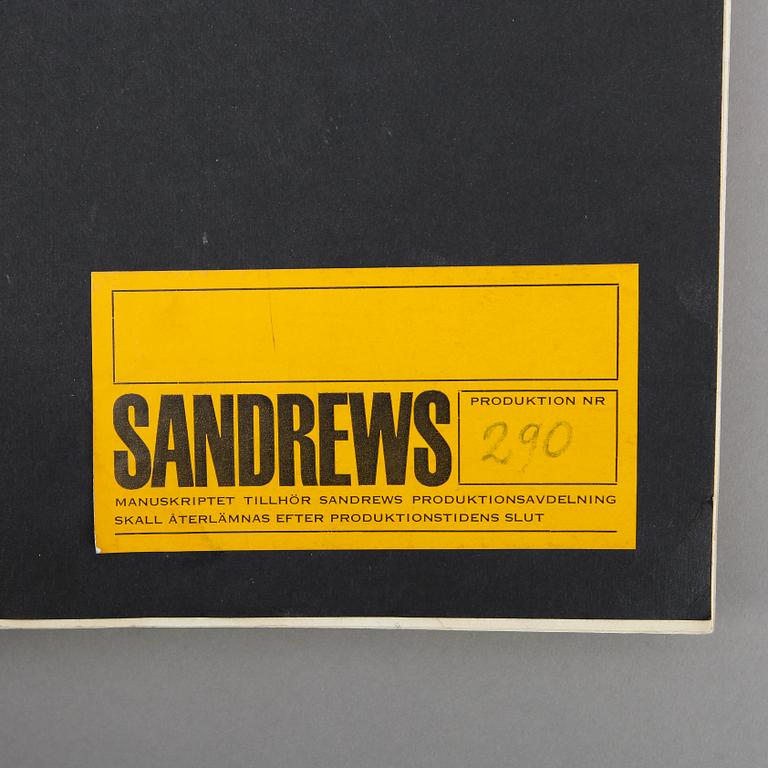 SANDREWS
PRODUKTION NR
290
MANUSKRIPTET TILLHÖR SANDREWS PRODUKTIONSAVDELNING
SKALL ÅTERLÄMNAS EFTER PRODUKTIONSTIDENS SLUT